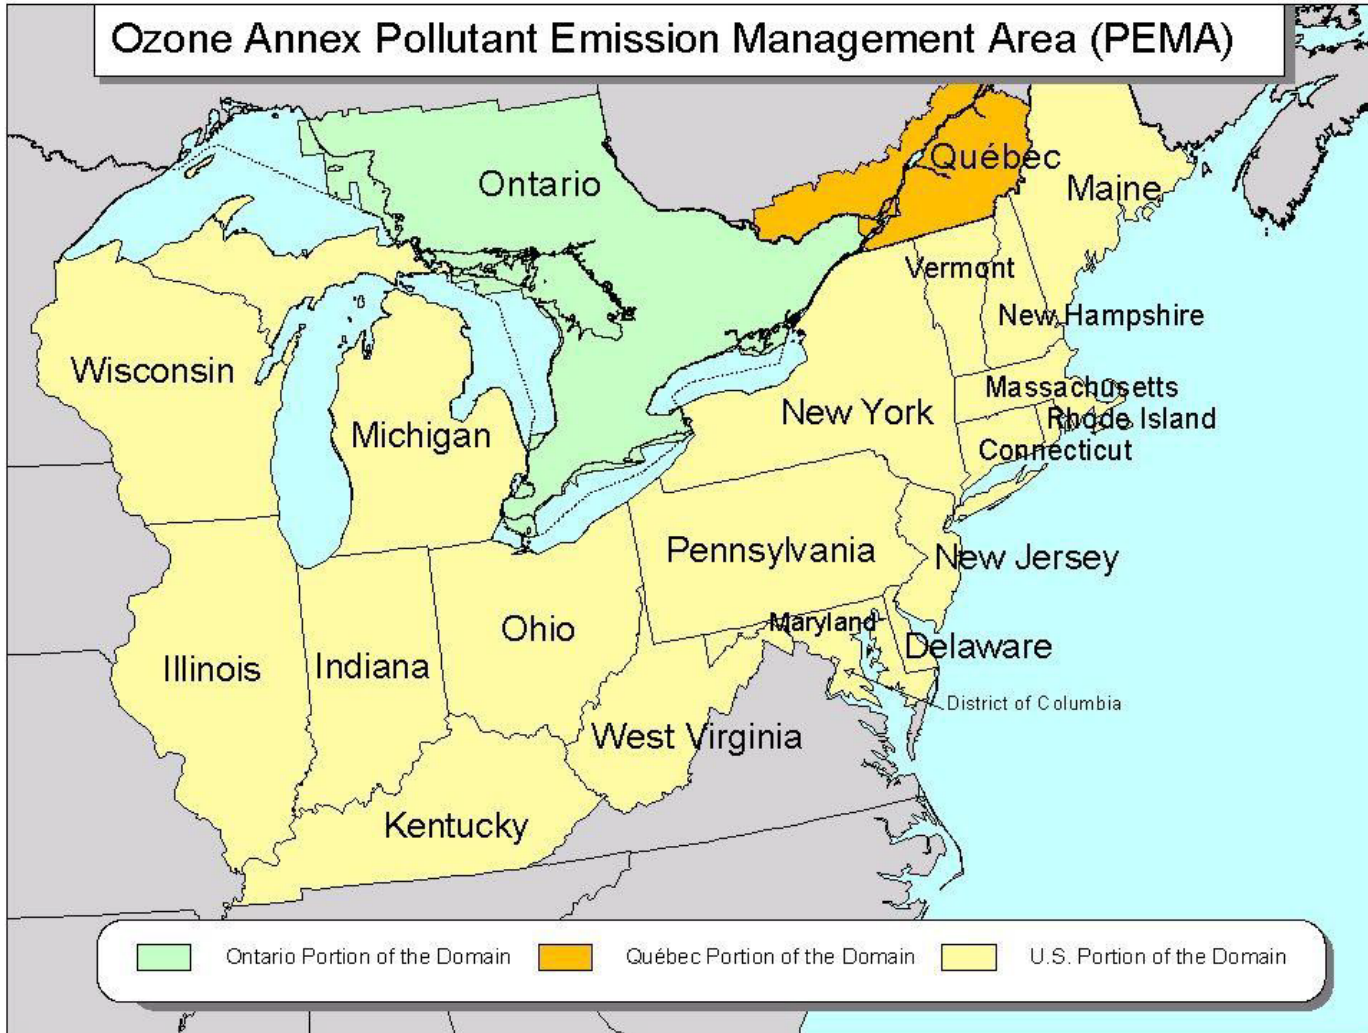 Ozone Annex Pollutant Emission Management Area (PEMA)
Québec
Ontario
Maine
Vermont
New Hampshire
Wisconsin
Massachusetts
New York
Rhode Island
Michigan
Connecticut
Pennsylvania
New Jersey
Maryland
Ohio
Delaware
Illinois
Indiana
District of Columbia
West Virginia
Kentucky
Ontario Portion of the Domain
Québec Portion of the Domain
U.S. Portion of the Domain